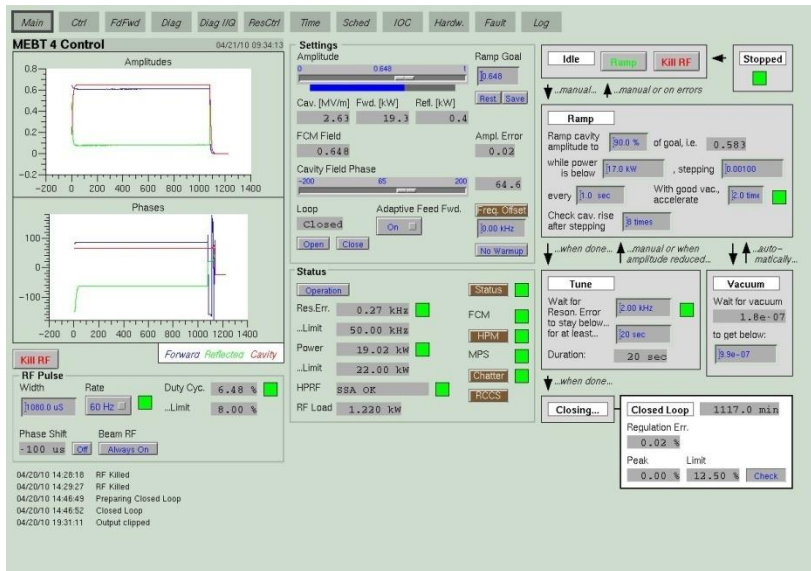 Main Ctrl FdFwd Diag Diag I/Q ResCtrl Time Sched IOC Hardw. Fault Log
MEBT 4 Control 04/21/10 09:34:13
Amplitudes
0.8
0.6
0.4
0.2
0
-0.2
-200 0 200 400 600 800 1000 1200 1400
Phases
100
0
-100
-200 0 200 400 600 800 1000 1200 1400
Kill RF
Forward Reflected Cavity
RF Pulse
Width Rate Duty Cyc. 6.48 %
1080.0 uS 60 Hz ...Limit 8.00 %
Phase Shift Beam RF
-100 us Off Always On
04/20/10 14:28:18 RF Killed
04/20/10 14:29:27 RF Killed
04/20/10 14:46:49 Preparing Closed Loop
04/20/10 14:46:52 Closed Loop
04/20/10 19:31:11 Output clipped
Settings
Amplitude Ramp Goal
0 0.648 1
0.648
Rest Save
Cav. [MV/m] Fwd. [kW] Refl. [kW]
2.63 19.3 0.4
FCM Field Ampl. Error
0.648 0.02
Cavity Field Phase
-200 65 200
64.6
Loop Adaptive Feed Fwd. Freq. Offset
Closed On 0.00 kHz
Open Close No Warmup
Status
Operation Status
Res.Err. 0.27 kHz FCM
...Limit 50.00 kHz HPM
Power 19.02 kW MPS
...Limit 22.00 kW Chatter
HPRF SSA OK RCCS
RF Load 1.220 kW
Idle Ramp Kill RF Stopped
...manual... ...manual or on errors
Ramp
Ramp cavity
amplitude to 90.0 % of goal, i.e. 0.583
while power
is below 17.0 kW , stepping 0.00100
every 1.0 sec With good vac.,
accelerate 2.0 tim
Check cav. rise
after stepping 8 times
...when done... ...manual or when
amplitude reduced... ...auto-
matically...
Tune
Wait for
Reson. Error
to stay below... 2.00 kHz
for at least... 20 sec
Duration: 20 sec
Vacuum
Wait for vacuum
1.8e-07
to get below:
9.9e-07
...when done...
Closing... Closed Loop 1117.0 min
Regulation Err.
0.02 %
Peak Limit
0.00 % 12.50 % Check